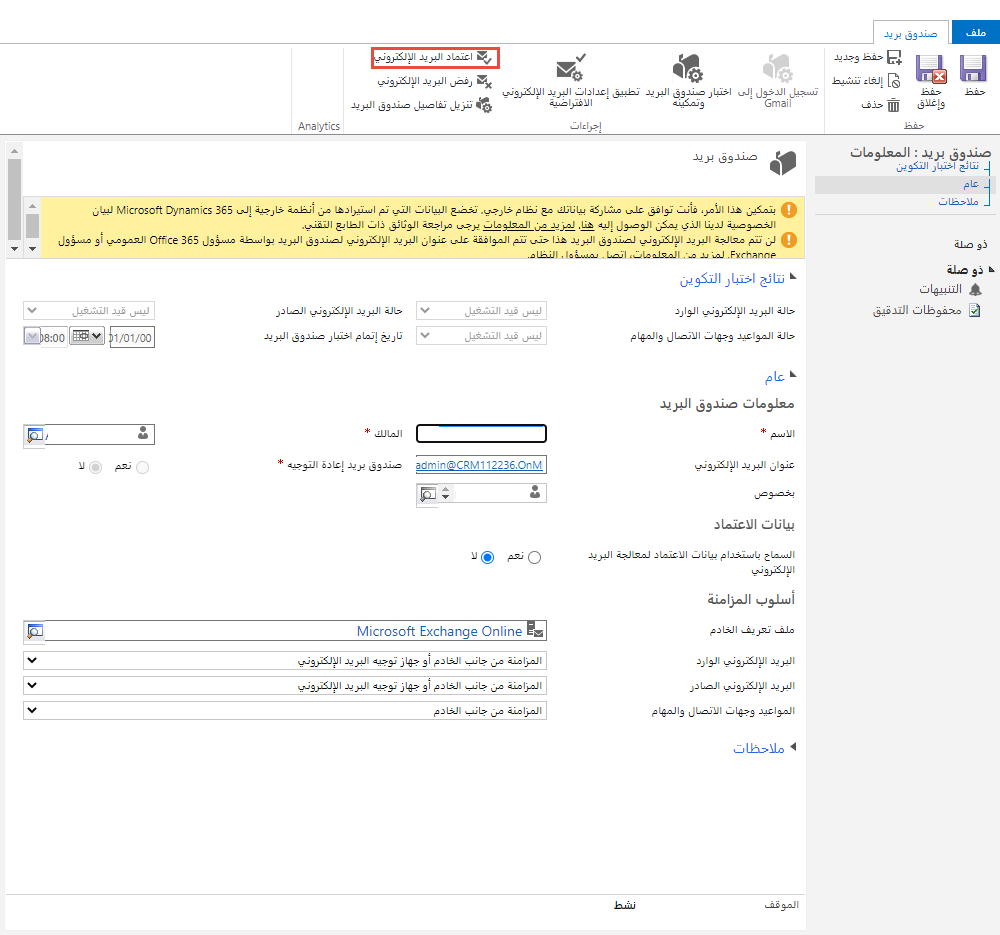 ملف
صندوق بريد
حفظ
حفظ وإغلاق
حفظ وجديد
إلغاء تنشيط
حذف
حفظ
تسجيل الدخول إلى Gmail
اختبار صندوق البريد وتمكينه
تطبيق إعدادات البريد الإلكتروني الافتراضية
اعتماد البريد الإلكتروني
رفض البريد الإلكتروني
تنزيل تفاصيل صندوق البريد
إجراءات
Analytics
صندوق بريد : المعلومات
نتائج اختبار التكوين
عام
ملاحظات
ذو صلة
ذو صلة
التنبيهات
محفوظات التدقيق
صندوق بريد
بتمكين هذا الأمر، فأنت توافق على مشاركة بياناتك مع نظام خارجي. تخضع البيانات التي تم استيرادها من أنظمة خارجية إلى Microsoft Dynamics 365 لبيان
الخصوصية لدينا الذي يمكن الوصول إليه هنا. لمزيد من المعلومات يرجى مراجعة الوثائق ذات الطابع التقني.
لن تتم معالجة البريد الإلكتروني لصندوق البريد هذا حتى تتم الموافقة على عنوان البريد الإلكتروني لصندوق البريد بواسطة مسؤول Office 365 العمومي أو مسؤول
Exchange. لمزيد من المعلومات، اتصل بمسؤول النظام.
نتائج اختبار التكوين
حالة البريد الإلكتروني الوارد ليس قيد التشغيل حالة البريد الإلكتروني الصادر ليس قيد التشغيل
حالة المواعيد وجهات الاتصال والمهام ليس قيد التشغيل تاريخ إتمام اختبار صندوق البريد 01/01/00 08:00
عام
معلومات صندوق البريد
الاسم * المالك *
عنوان البريد الإلكتروني admin@CRM112236.OnM صندوق بريد إعادة التوجيه * نعم لا
بخصوص
بيانات الاعتماد
السماح باستخدام بيانات الاعتماد لمعالجة البريد نعم لا
الإلكتروني
أسلوب المزامنة
ملف تعريف الخادم Microsoft Exchange Online
البريد الإلكتروني الوارد المزامنة من جانب الخادم أو جهاز توجيه البريد الإلكتروني
البريد الإلكتروني الصادر المزامنة من جانب الخادم أو جهاز توجيه البريد الإلكتروني
المواعيد وجهات الاتصال والمهام المزامنة من جانب الخادم
ملاحظات
الموقف نشط